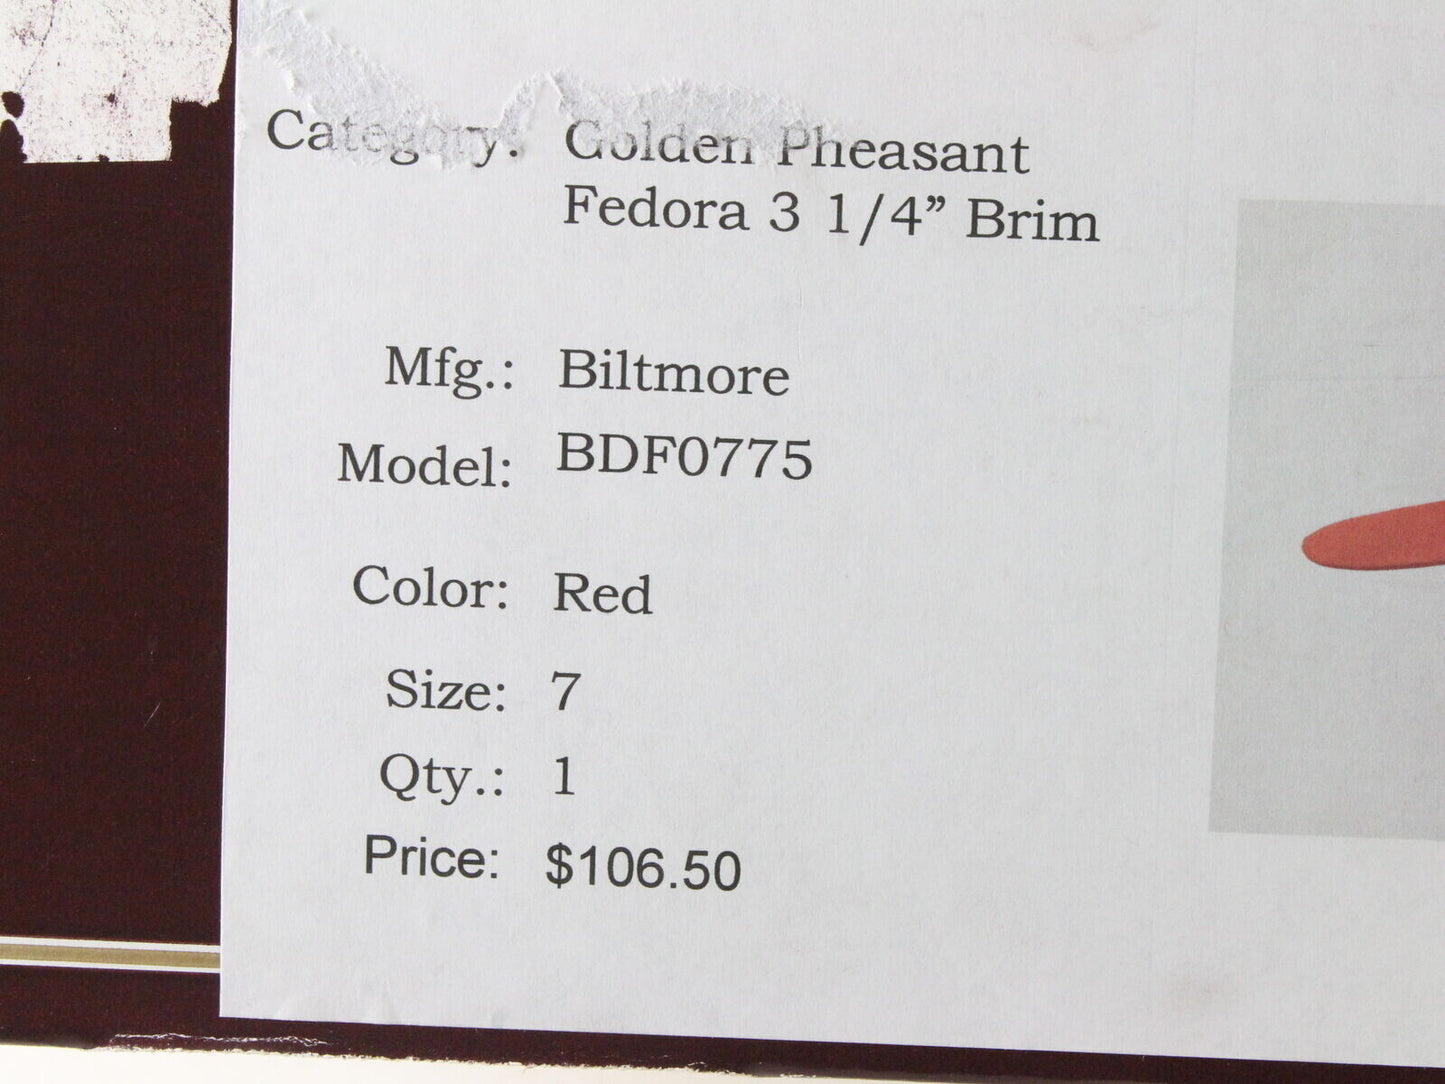 Category: Golden Pheasant
Fedora 3 1/4” Brim
Mfg.: Biltmore
Model: BDF0775
Color: Red
Size: 7
Qty.: 1
Price: $106.50